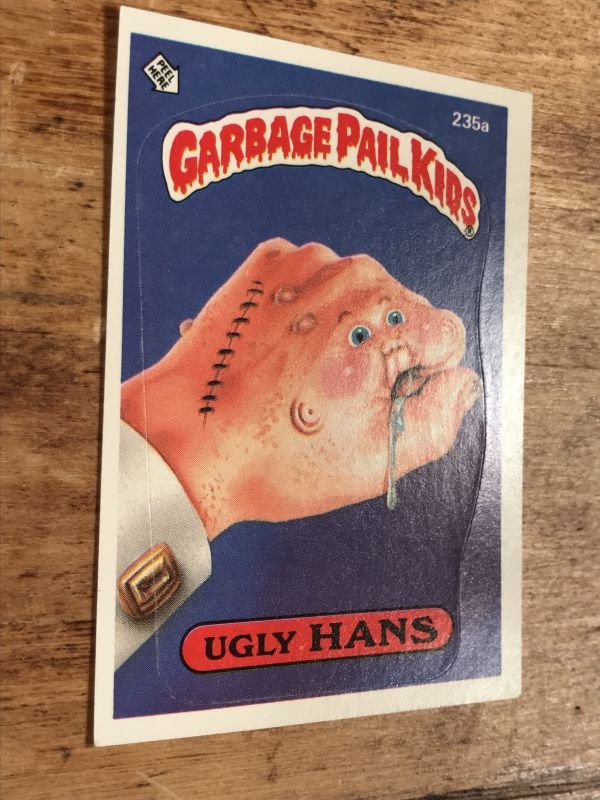 PEEL
HERE
235a
GARBAGE PAIL KIDS®
UGLY HANS